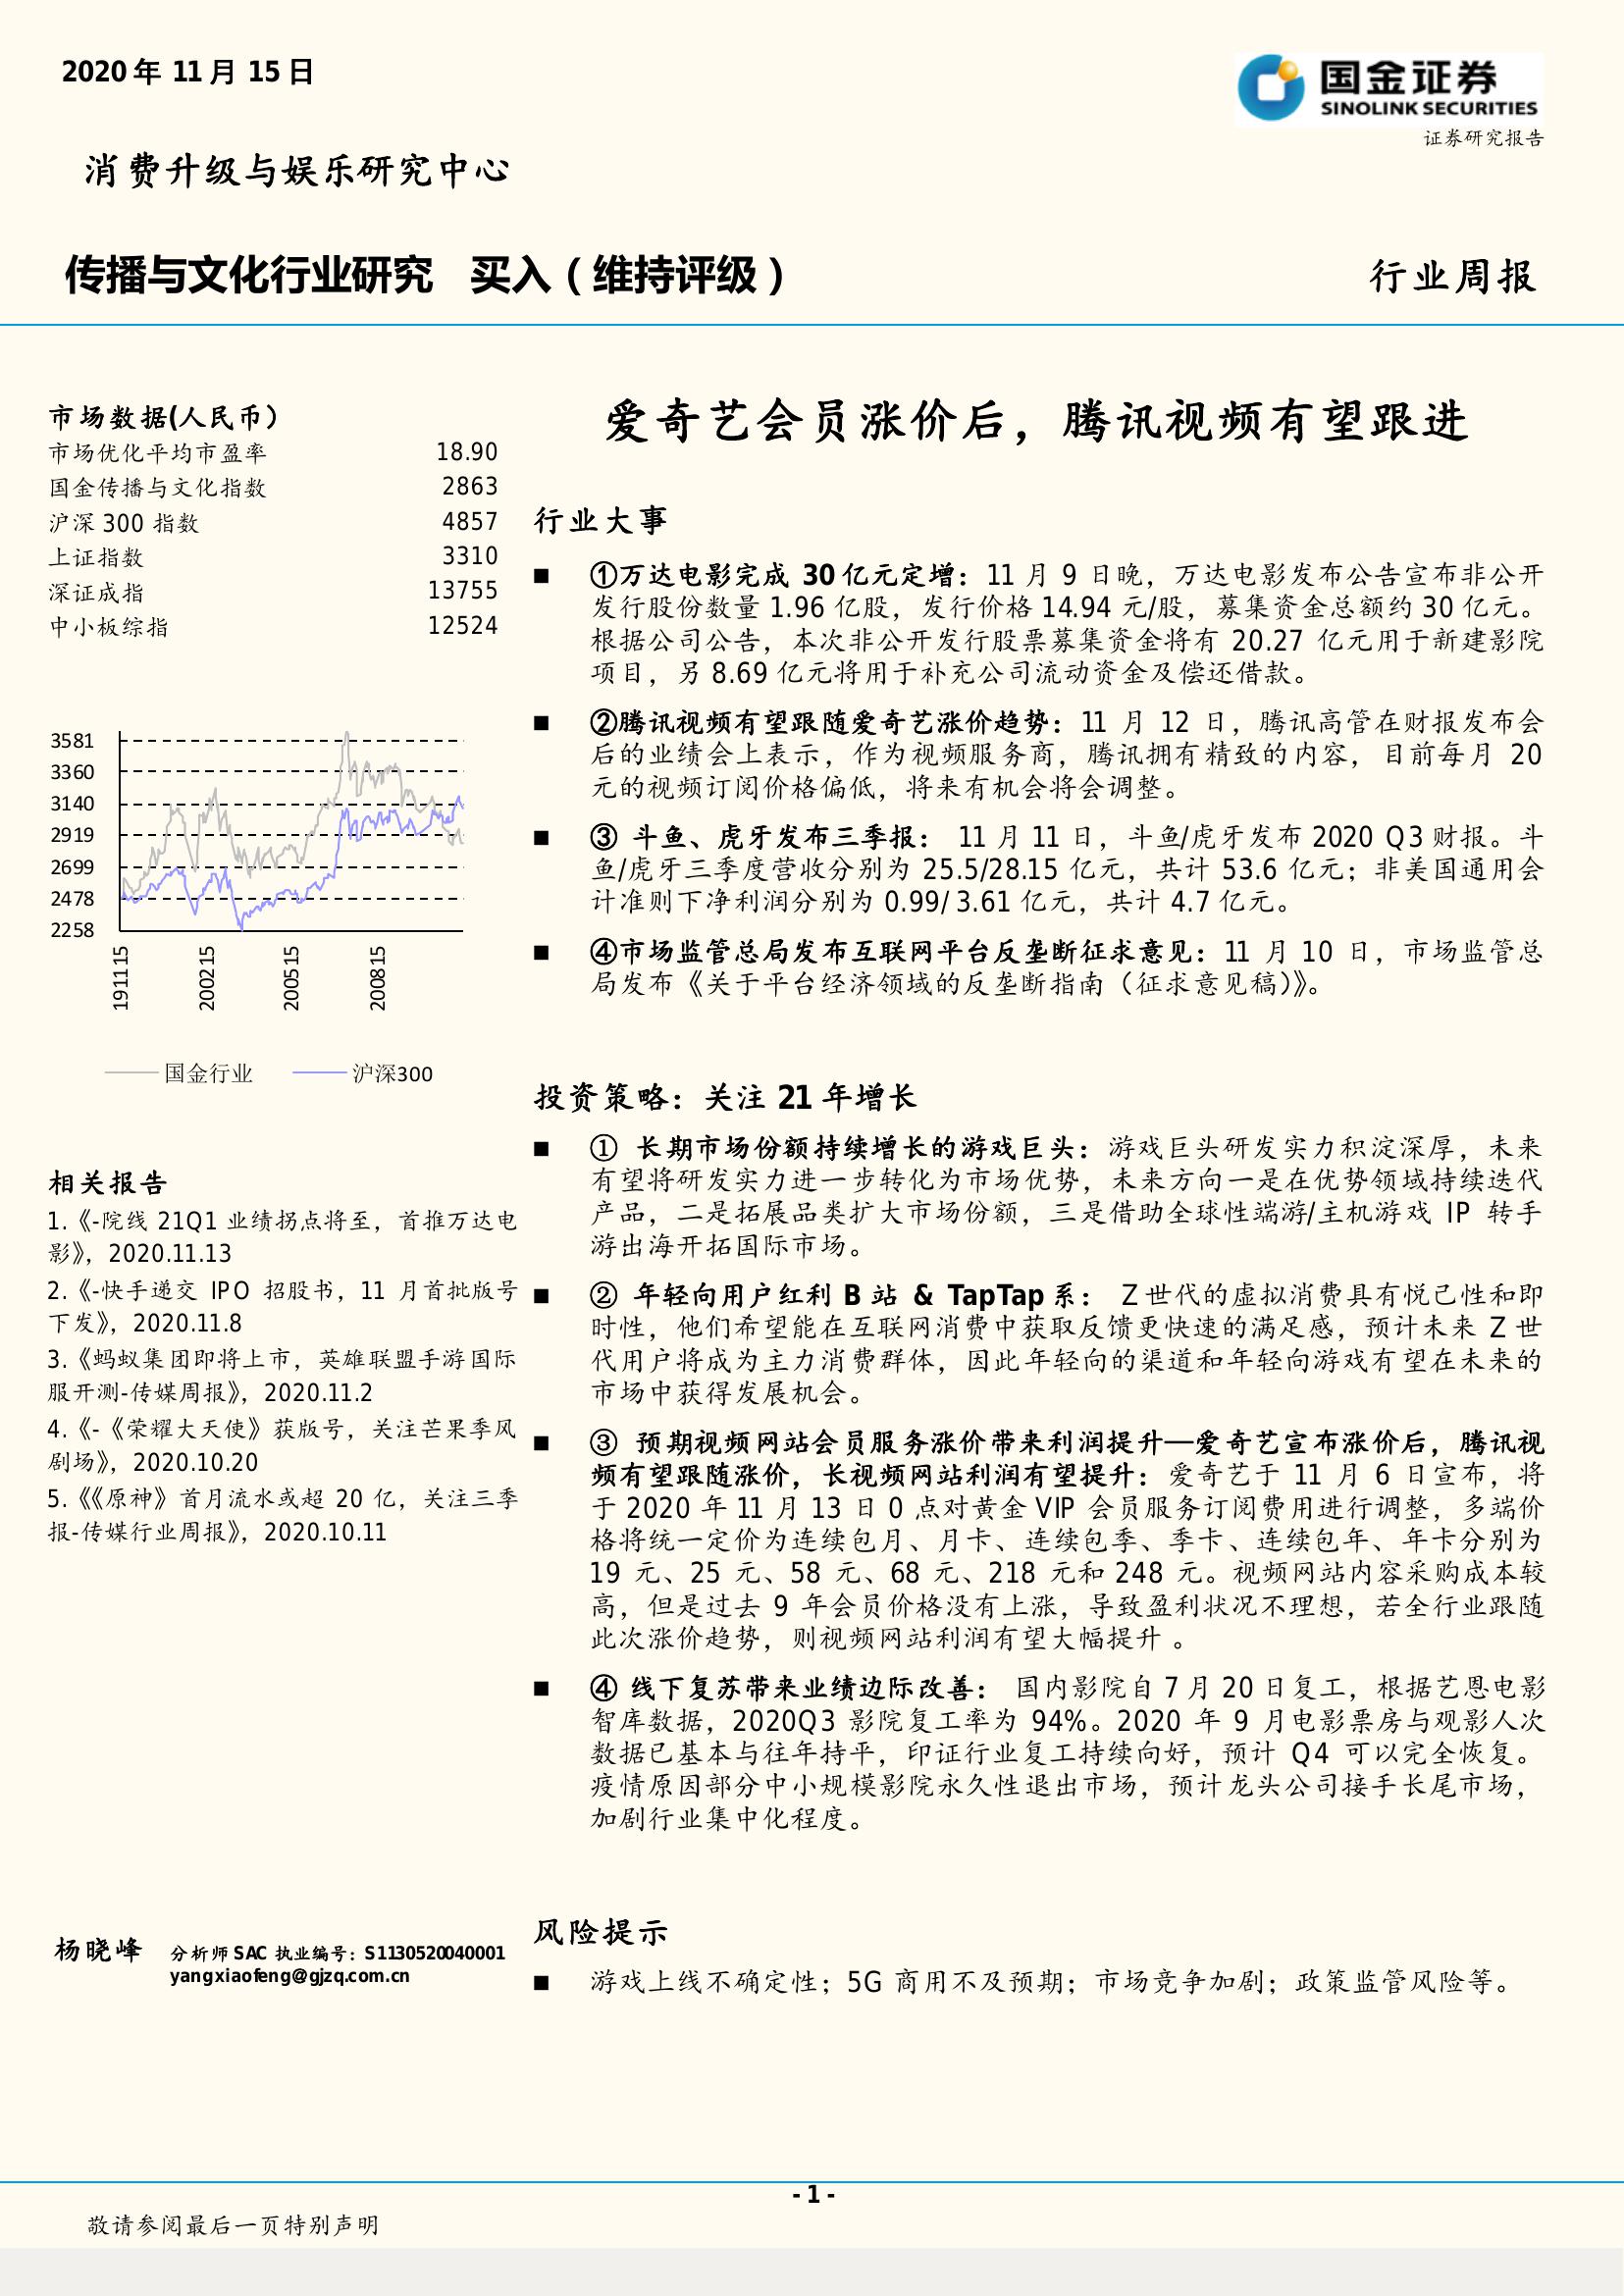 2020 年 11 月 15 日
国金证券
SINOLINK SECURITIES
证券研究报告
消费升级与娱乐研究中心
传播与文化行业研究 买入（维持评级）
行业周报
市场数据(人民币）
市场优化平均市盈率 18.90
国金传播与文化指数 2863
沪深 300 指数 4857
上证指数 3310
深证成指 13755
中小板综指 12524
3581
3360
3140
2919
2699
2478
2258
191115
200215
200515
200815
国金行业 沪深300
相关报告
1.《-院线 21Q1 业绩拐点将至，首推万达电
影》，2020.11.13
2.《-快手递交 IPO 招股书，11 月首批版号
下发》，2020.11.8
3.《蚂蚁集团即将上市，英雄联盟手游国际
服开测-传媒周报》，2020.11.2
4.《-《荣耀大天使》获版号，关注芒果季风
剧场》，2020.10.20
5.《《原神》首月流水或超 20 亿，关注三季
报-传媒行业周报》，2020.10.11
杨晓峰 分析师 SAC 执业编号：S1130520040001
yangxiaofeng@gjzq.com.cn
爱奇艺会员涨价后，腾讯视频有望跟进
行业大事
■ ①万达电影完成 30 亿元定增：11 月 9 日晚，万达电影发布公告宣布非公开
发行股份数量 1.96 亿股，发行价格 14.94 元/股，募集资金总额约 30 亿元。
根据公司公告，本次非公开发行股票募集资金将有 20.27 亿元用于新建影院
项目，另 8.69 亿元将用于补充公司流动资金及偿还借款。
■ ②腾讯视频有望跟随爱奇艺涨价趋势：11 月 12 日，腾讯高管在财报发布会
后的业绩会上表示，作为视频服务商，腾讯拥有精致的内容，目前每月 20
元的视频订阅价格偏低，将来有机会将会调整。
■ ③ 斗鱼、虎牙发布三季报： 11 月 11 日，斗鱼/虎牙发布 2020 Q3 财报。斗
鱼/虎牙三季度营收分别为 25.5/28.15 亿元，共计 53.6 亿元；非美国通用会
计准则下净利润分别为 0.99/ 3.61 亿元，共计 4.7 亿元。
■ ④市场监管总局发布互联网平台反垄断征求意见：11 月 10 日，市场监管总
局发布《关于平台经济领域的反垄断指南（征求意见稿）》。
投资策略：关注 21 年增长
■ ① 长期市场份额持续增长的游戏巨头：游戏巨头研发实力积淀深厚，未来
有望将研发实力进一步转化为市场优势，未来方向一是在优势领域持续迭代
产品，二是拓展品类扩大市场份额，三是借助全球性端游/主机游戏 IP 转手
游出海开拓国际市场。
■ ② 年轻向用户红利 B 站 & TapTap 系： Z 世代的虚拟消费具有悦己性和即
时性，他们希望能在互联网消费中获取反馈更快速的满足感，预计未来 Z 世
代用户将成为主力消费群体，因此年轻向的渠道和年轻向游戏有望在未来的
市场中获得发展机会。
■ ③ 预期视频网站会员服务涨价带来利润提升—爱奇艺宣布涨价后，腾讯视
频有望跟随涨价，长视频网站利润有望提升：爱奇艺于 11 月 6 日宣布，将
于 2020 年 11 月 13 日 0 点对黄金 VIP 会员服务订阅费用进行调整，多端价
格将统一定价为连续包月、月卡、连续包季、季卡、连续包年、年卡分别为
19 元、25 元、58 元、68 元、218 元和 248 元。视频网站内容采购成本较
高，但是过去 9 年会员价格没有上涨，导致盈利状况不理想，若全行业跟随
此次涨价趋势，则视频网站利润有望大幅提升 。
■ ④ 线下复苏带来业绩边际改善： 国内影院自 7 月 20 日复工，根据艺恩电影
智库数据，2020Q3 影院复工率为 94%。2020 年 9 月电影票房与观影人次
数据已基本与往年持平，印证行业复工持续向好，预计 Q4 可以完全恢复。
疫情原因部分中小规模影院永久性退出市场，预计龙头公司接手长尾市场，
加剧行业集中化程度。
风险提示
■ 游戏上线不确定性；5G 商用不及预期；市场竞争加剧；政策监管风险等。
- 1 -
敬请参阅最后一页特别声明